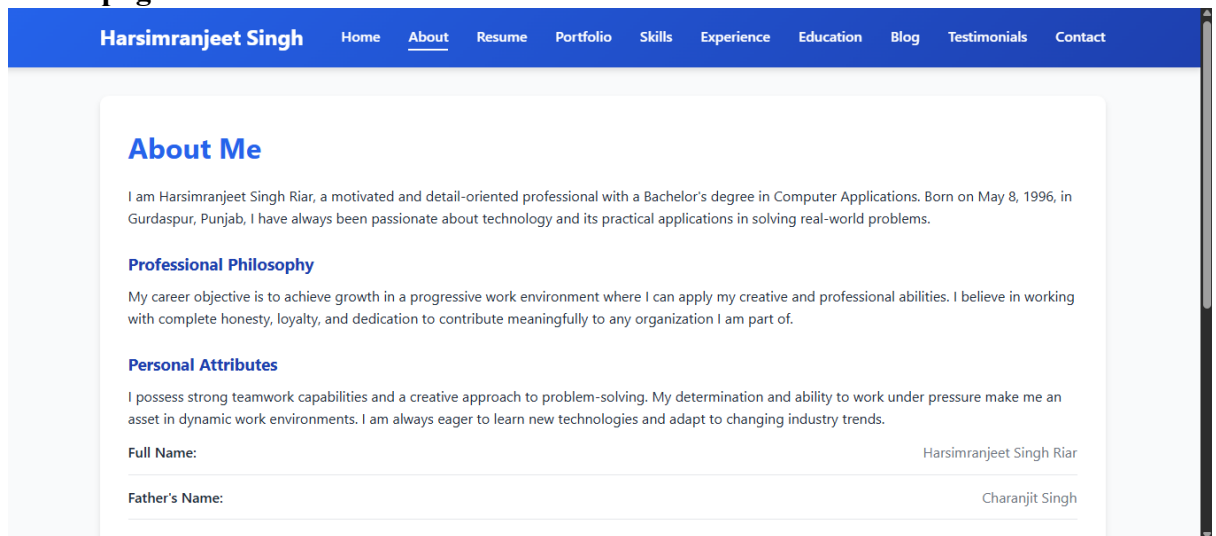 Harsimranjeet Singh Home About Resume Portfolio Skills Experience Education Blog Testimonials Contact
About Me
I am Harsimranjeet Singh Riar, a motivated and detail-oriented professional with a Bachelor's degree in Computer Applications. Born on May 8, 1996, in
Gurdaspur, Punjab, I have always been passionate about technology and its practical applications in solving real-world problems.
Professional Philosophy
My career objective is to achieve growth in a progressive work environment where I can apply my creative and professional abilities. I believe in working
with complete honesty, loyalty, and dedication to contribute meaningfully to any organization I am part of.
Personal Attributes
I possess strong teamwork capabilities and a creative approach to problem-solving. My determination and ability to work under pressure make me an
asset in dynamic work environments. I am always eager to learn new technologies and adapt to changing industry trends.
Full Name: Harsimranjeet Singh Riar
Father's Name: Charanjit Singh